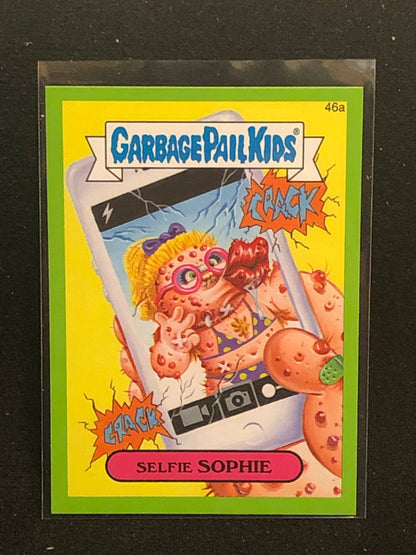 46a
GARBAGE PAIL KIDS®
CRACK
CRACK
SELFIE SOPHIE